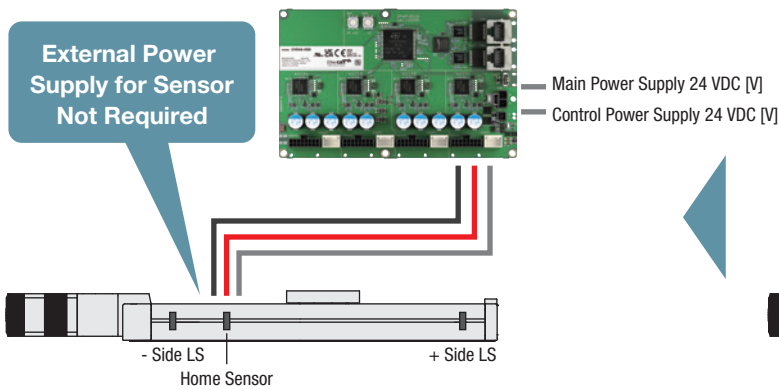 External Power
Supply for Sensor
Not Required
Main Power Supply 24 VDC [V]
Control Power Supply 24 VDC [V]
- Side LS
+ Side LS
Home Sensor